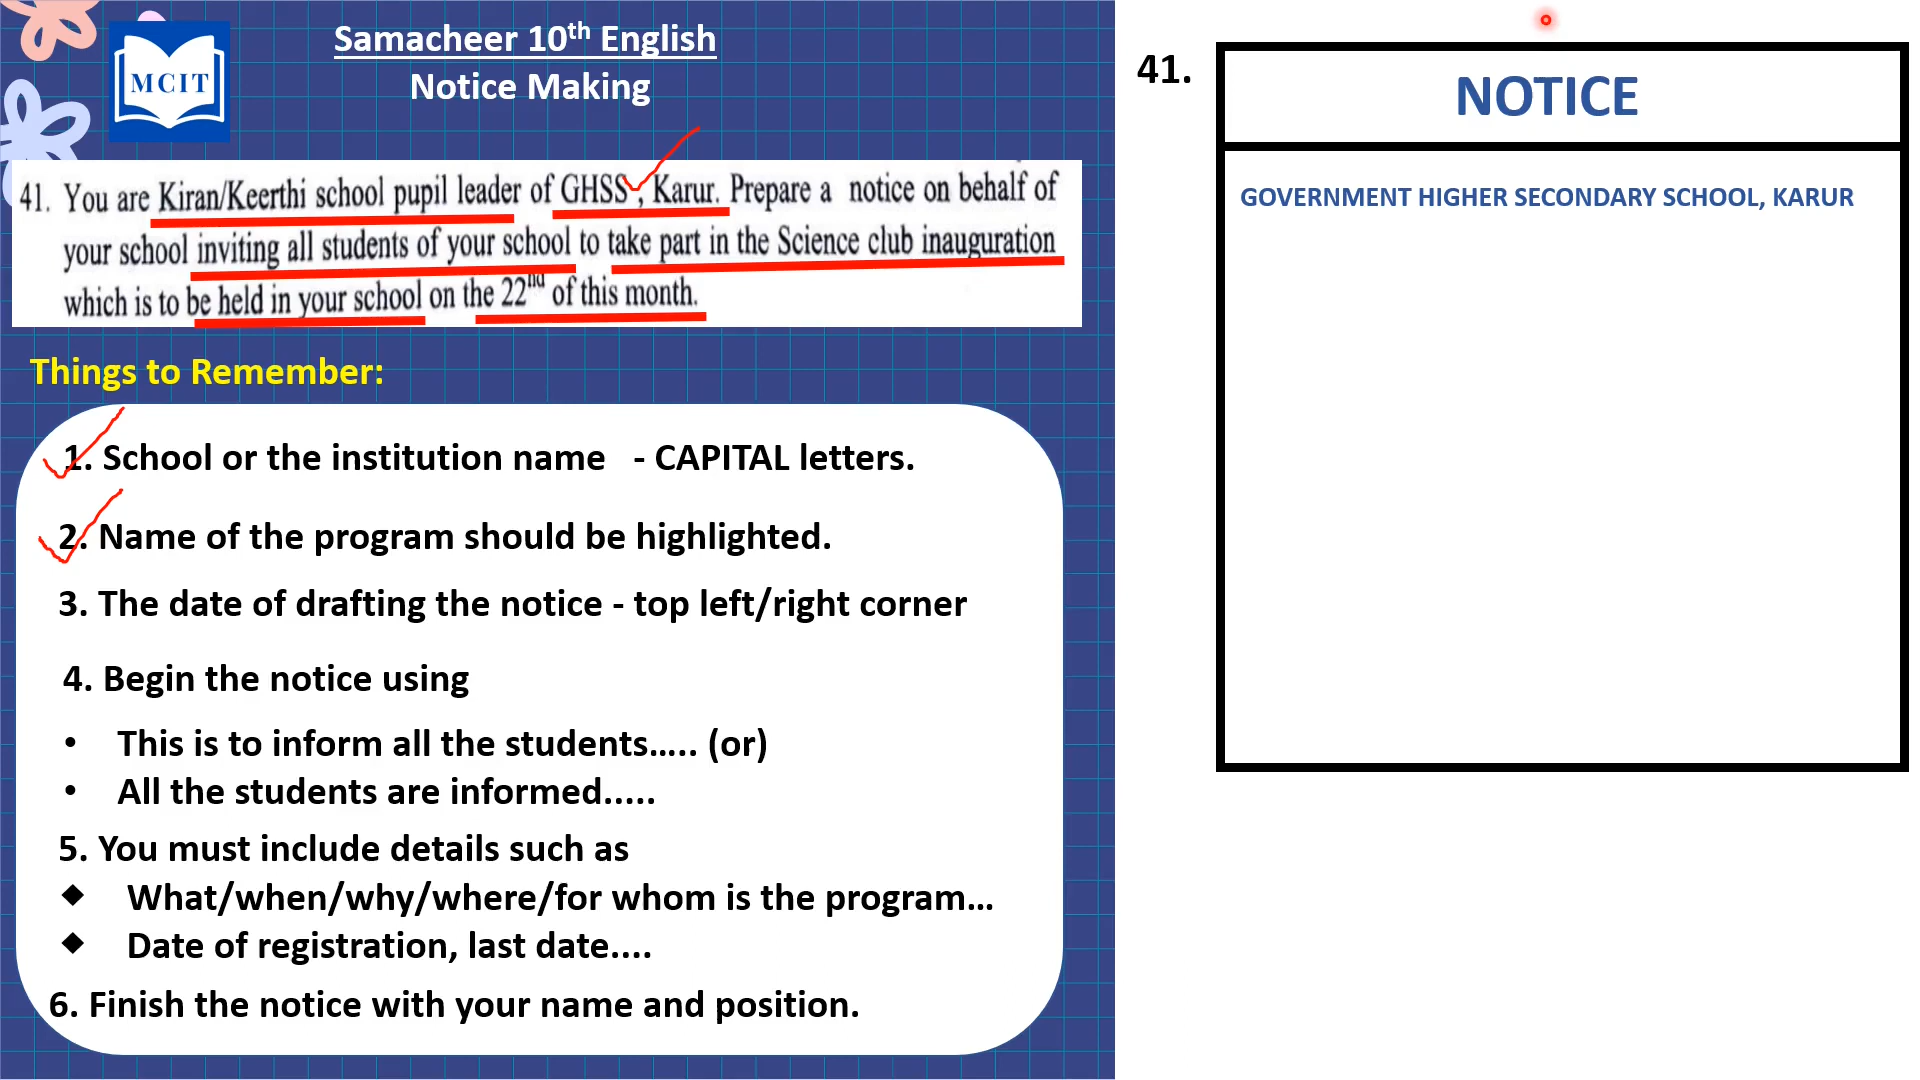 Samacheer 10th English
Notice Making
MCIT
41. You are Kiran/Keerthi school pupil leader of GHSS, Karur. Prepare a notice on behalf of
your school inviting all students of your school to take part in the Science club inauguration
which is to be held in your school on the 22nd of this month.
Things to Remember:
1. School or the institution name - CAPITAL letters.
2. Name of the program should be highlighted.
3. The date of drafting the notice - top left/right corner
4. Begin the notice using
• This is to inform all the students..... (or)
• All the students are informed.....
5. You must include details such as
◆ What/when/why/where/for whom is the program...
◆ Date of registration, last date....
6. Finish the notice with your name and position.
41.
NOTICE
GOVERNMENT HIGHER SECONDARY SCHOOL, KARUR